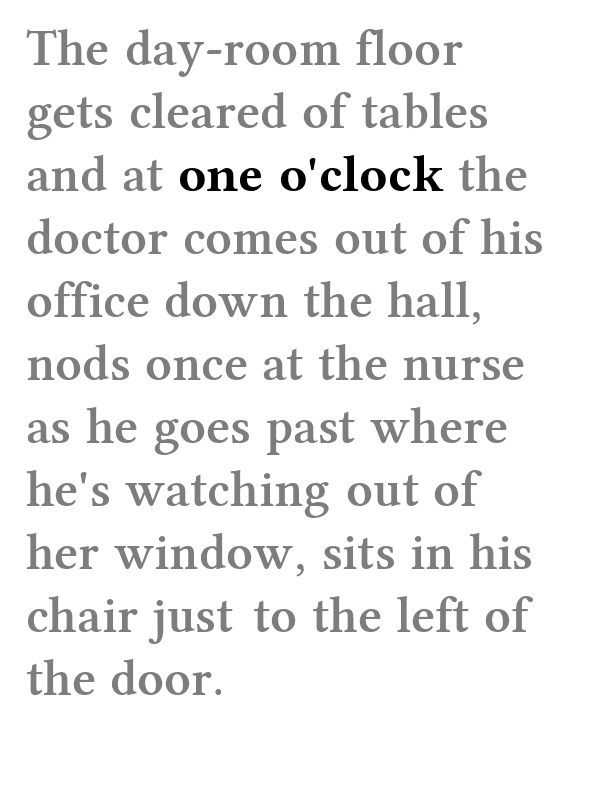 The day-room floor
gets cleared of tables
and at one o'clock the
doctor comes out of his
office down the hall,
nods once at the nurse
as he goes past where
he's watching out of
her window, sits in his
chair just to the left of
the door.